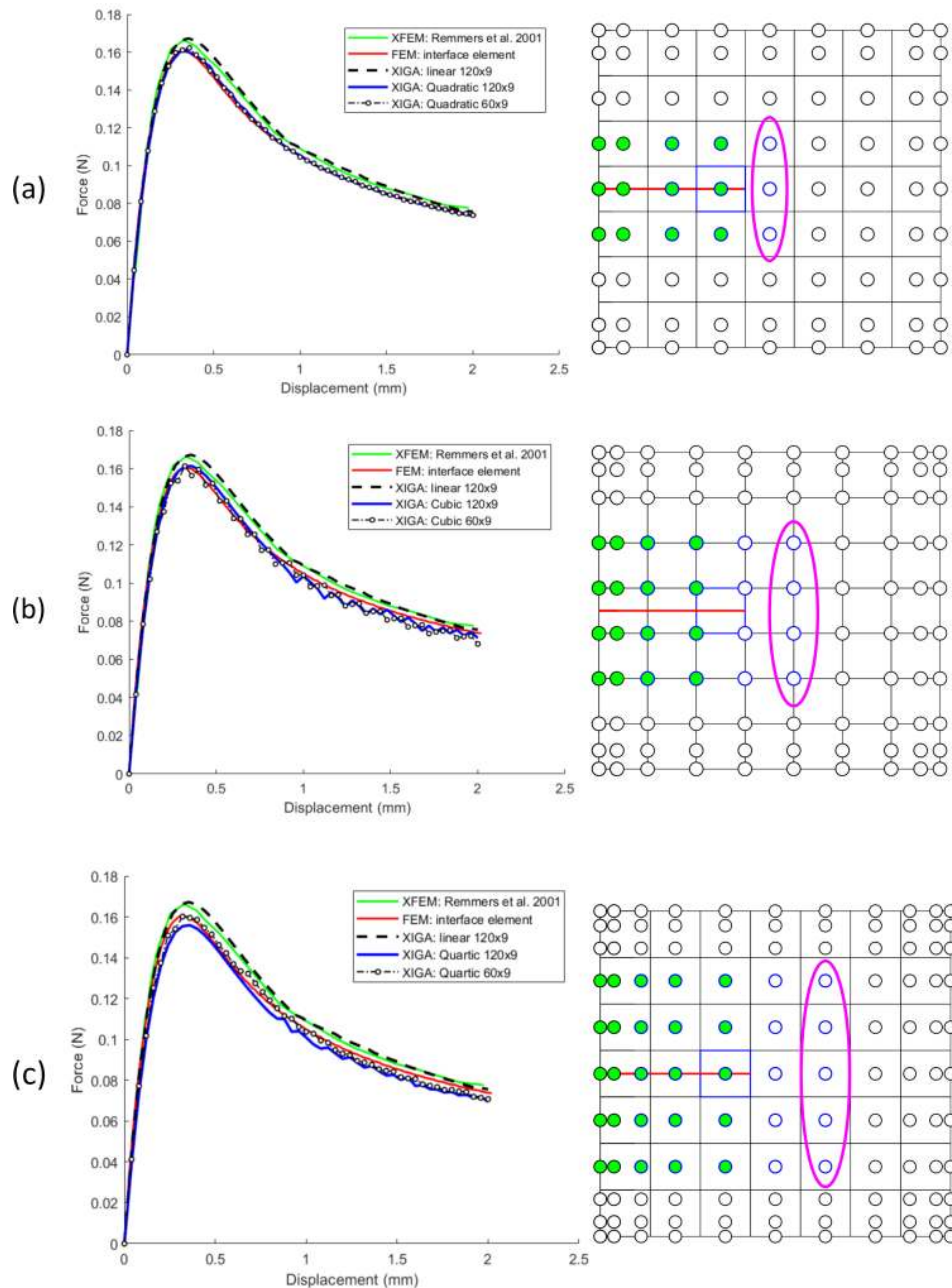 (a)
Force (N)
0.18
0.16
0.14
0.12
0.1
0.08
0.06
0.04
0.02
0
XFEM: Remmers et al. 2001
FEM: interface element
XIGA: linear 120x9
XIGA: Quadratic 120x9
XIGA: Quadratic 60x9
0 0.5 1 1.5 2 2.5
Displacement (mm)
(b)
Force (N)
0.18
0.16
0.14
0.12
0.1
0.08
0.06
0.04
0.02
0
XFEM: Remmers et al. 2001
FEM: interface element
XIGA: linear 120x9
XIGA: Cubic 120x9
XIGA: Cubic 60x9
0 0.5 1 1.5 2 2.5
Displacement (mm)
(c)
Force (N)
0.18
0.16
0.14
0.12
0.1
0.08
0.06
0.04
0.02
0
XFEM: Remmers et al. 2001
FEM: interface element
XIGA: linear 120x9
XIGA: Quartic 120x9
XIGA: Quartic 60x9
0 0.5 1 1.5 2 2.5
Displacement (mm)